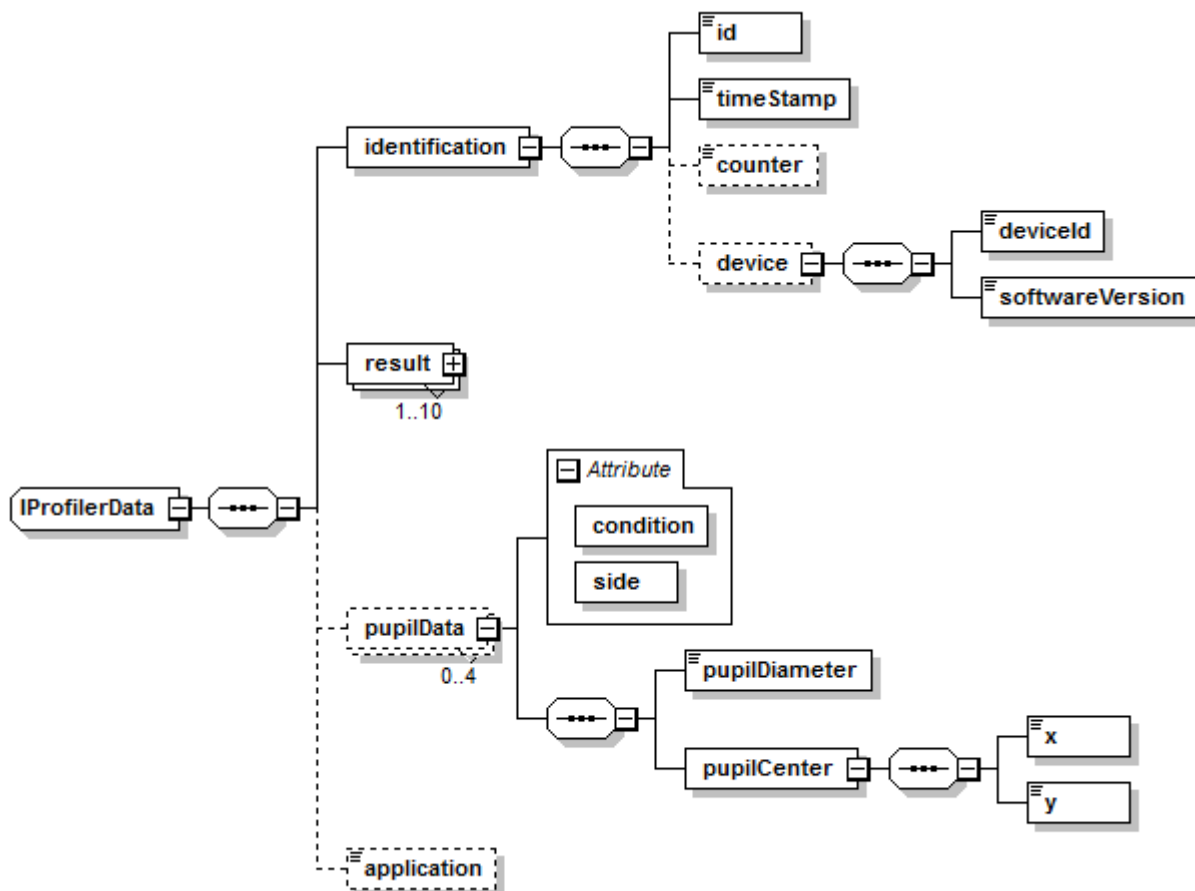 id
timeStamp
identification
counter
deviceId
device
softwareVersion
result
1..10
Attribute
IProfilerData
condition
side
pupilData
0..4
pupilDiameter
x
pupilCenter
y
application